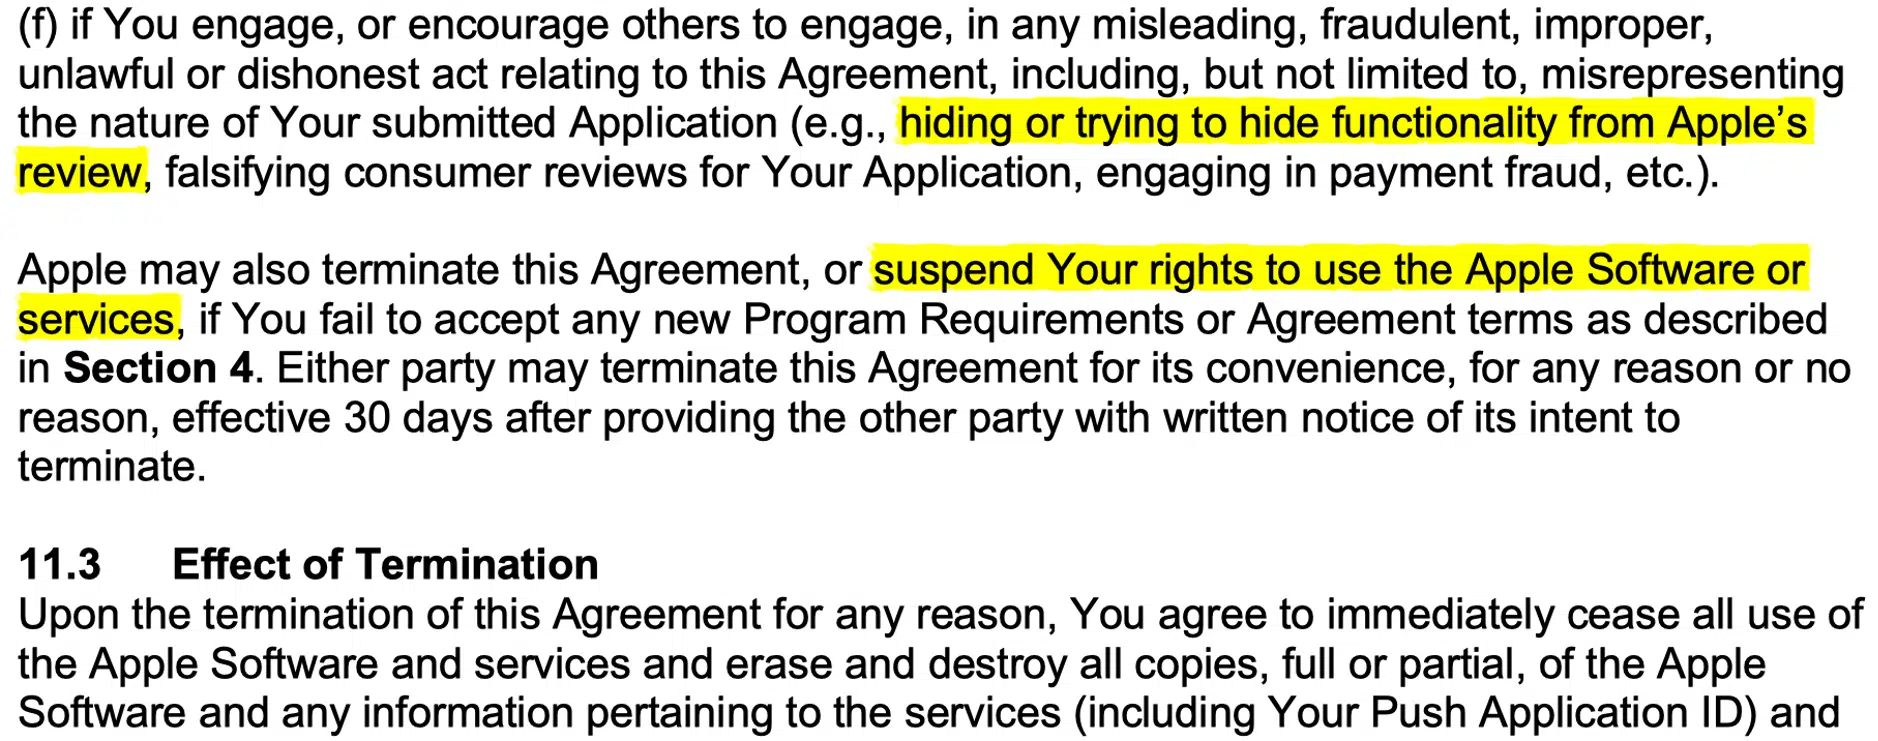 (f) if You engage, or encourage others to engage, in any misleading, fraudulent, improper,
unlawful or dishonest act relating to this Agreement, including, but not limited to, misrepresenting
the nature of Your submitted Application (e.g., hiding or trying to hide functionality from Apple’s
review, falsifying consumer reviews for Your Application, engaging in payment fraud, etc.).
Apple may also terminate this Agreement, or suspend Your rights to use the Apple Software or
services, if You fail to accept any new Program Requirements or Agreement terms as described
in Section 4. Either party may terminate this Agreement for its convenience, for any reason or no
reason, effective 30 days after providing the other party with written notice of its intent to
terminate.
11.3 Effect of Termination
Upon the termination of this Agreement for any reason, You agree to immediately cease all use of
the Apple Software and services and erase and destroy all copies, full or partial, of the Apple
Software and any information pertaining to the services (including Your Push Application ID) and